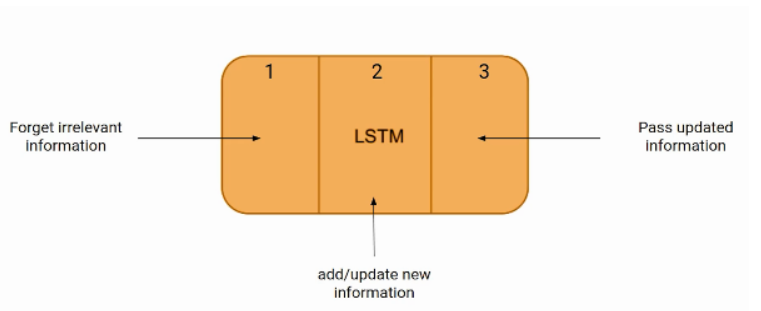 1
2
3
Forget irrelevant
information
LSTM
Pass updated
information
add/update new
information